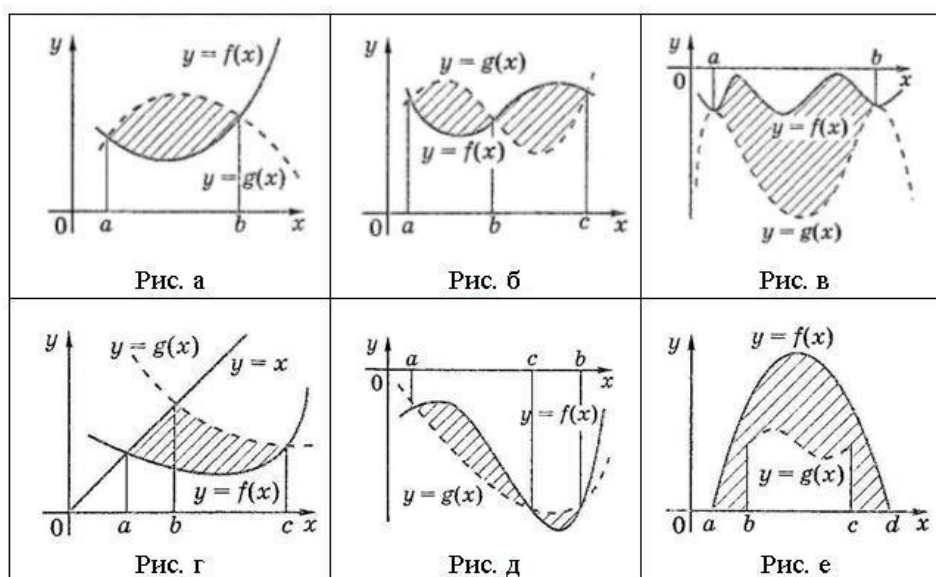 y
y = f(x)
y = g(x)
0
a
b
x
Рис. а
y
y = g(x)
y = f(x)
0
a
b
c
x
Рис. б
y
a
b
0
x
y = f(x)
y = g(x)
Рис. в
y
y = g(x)
y = x
y = f(x)
0
a
b
c
x
Рис. г
y
a
c
b
x
0
y = f(x)
y = g(x)
Рис. д
y
y = f(x)
y = g(x)
0
a
b
c
d
x
Рис. е